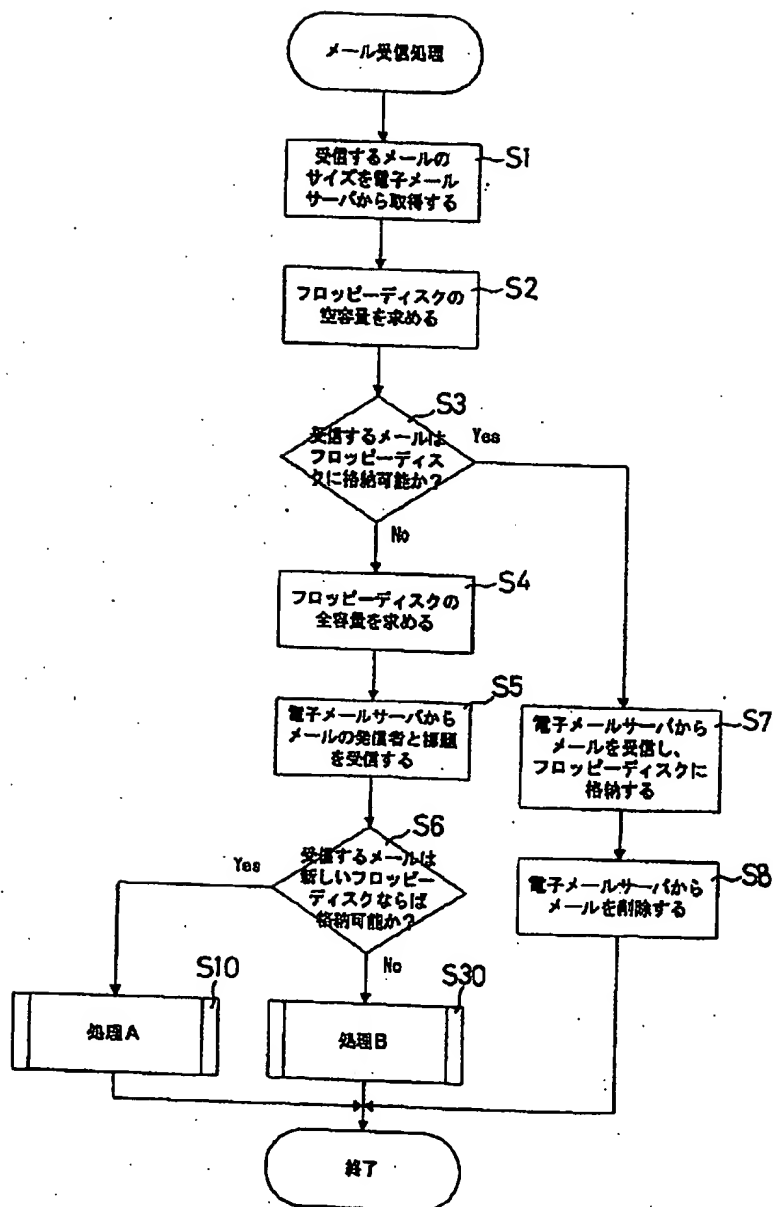 メール受信処理
受信するメールの
サイズを電子メール
サーバから取得する
S1
フロッピーディスクの
空容量を求める
S2
S3
受信するメールは
フロッピーディス
クに格納可能か?
Yes
No
フロッピーディスクの
全容量を求める
S4
電子メールサーバから
メールの発信者と標題
を受信する
S5
電子メールサーバから
メールを受信し、
フロッピーディスクに
格納する
S7
S6
受信するメールは
新しいフロッピー
ディスクならば
格納可能か?
Yes
No
電子メールサーバから
メールを削除する
S8
処理A
S10
処理B
S30
終了